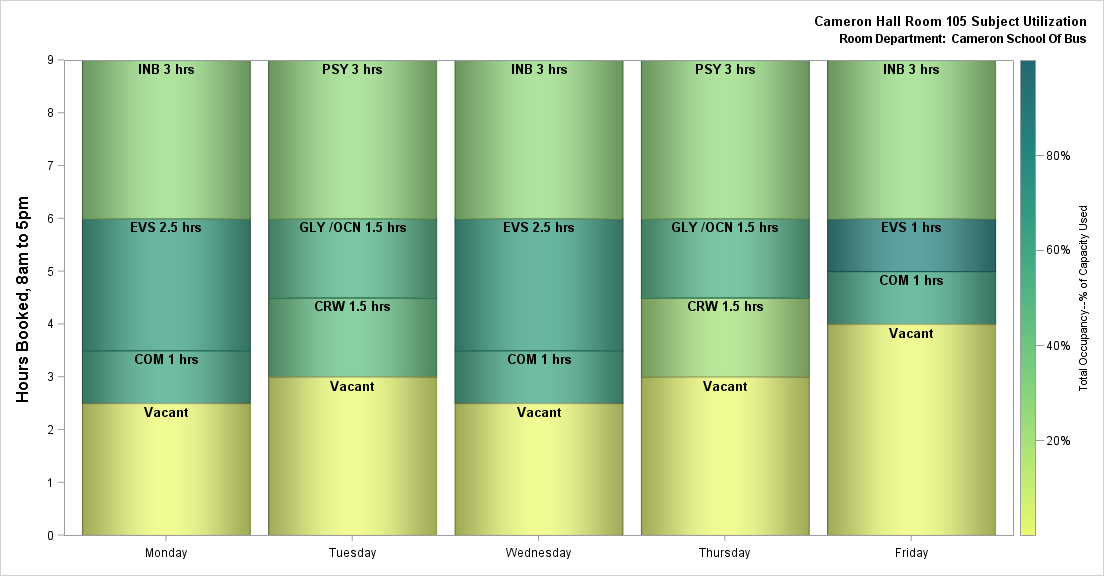 Cameron Hall Room 105 Subject Utilization
Room Department: Cameron School Of Bus
Hours Booked, 8am to 5pm
9
8
7
6
5
4
3
2
1
0
INB 3 hrs
EVS 2.5 hrs
COM 1 hrs
Vacant
Monday
PSY 3 hrs
GLY /OCN 1.5 hrs
CRW 1.5 hrs
Vacant
Tuesday
INB 3 hrs
EVS 2.5 hrs
COM 1 hrs
Vacant
Wednesday
PSY 3 hrs
GLY /OCN 1.5 hrs
CRW 1.5 hrs
Vacant
Thursday
INB 3 hrs
EVS 1 hrs
COM 1 hrs
Vacant
Friday
80%
60%
40%
20%
Total Occupancy--% of Capacity Used